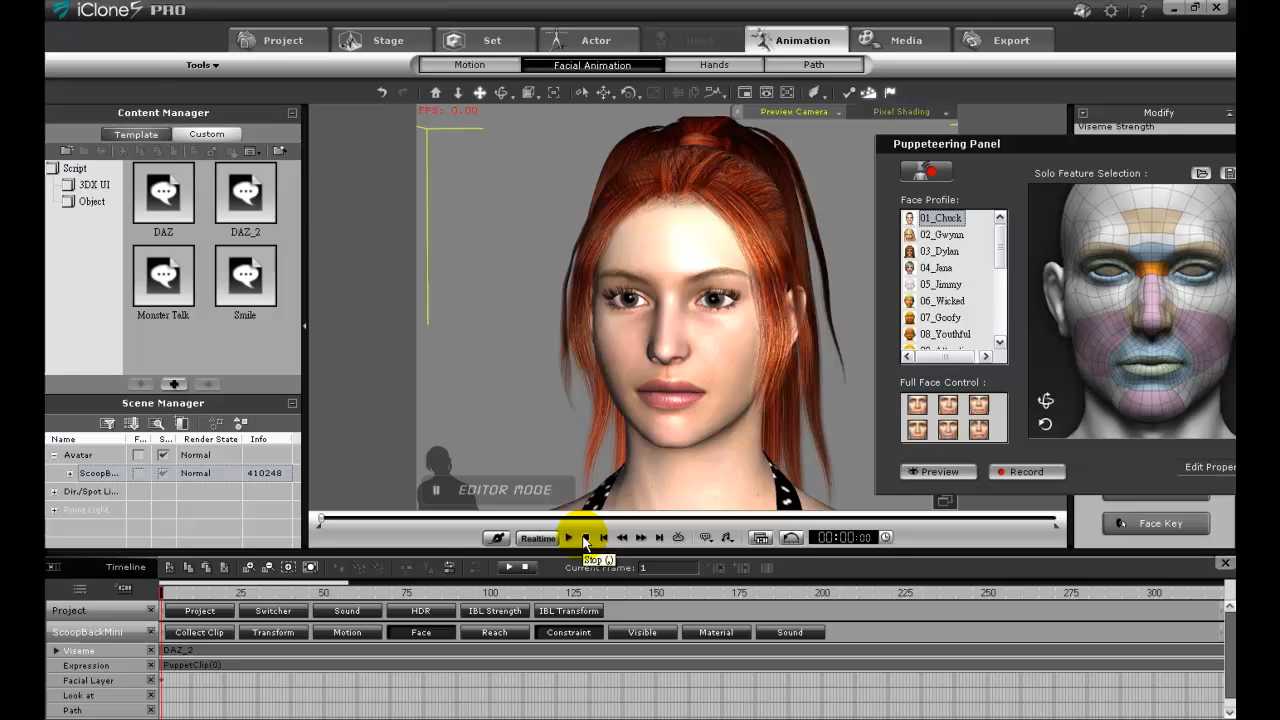 iClone5 PRO
Project
Stage
Set
Actor
Animation
Media
Export
Tools
Motion
Facial Animation
Hands
Path
Content Manager
Template
Custom
Script
3DX UI
Object
DAZ
DAZ_2
Monster Talk
Smile
Scene Manager
Name
F...
S...
Render State
Info
Avatar
Normal
ScoopB...
Normal
410248
Dir./Spot Li...
Point Light
FPS: 0.00
Preview Camera
Pixel Shading
EDITOR MODE
Modify
Viseme Strength
Puppeteering Panel
Solo Feature Selection :
Face Profile:
01_Chuck
02_Gwynn
03_Dylan
04_Jana
05_Jimmy
06_Wicked
07_Goofy
08_Youthful
Full Face Control :
Preview
Record
Edit Proper
Face Key
Realtime
00:00:00
Stop (,)
Timeline
Current Frame:
1
25
50
75
100
125
150
175
200
225
250
275
300
Project
Project
Switcher
Sound
HDR
IBL Strength
IBL Transform
ScoopBackMini
Collect Clip
Transform
Motion
Face
Reach
Constraint
Visible
Material
Sound
Viseme
DAZ_2
Expression
PuppetClip(0)
Facial Layer
Look at
Path